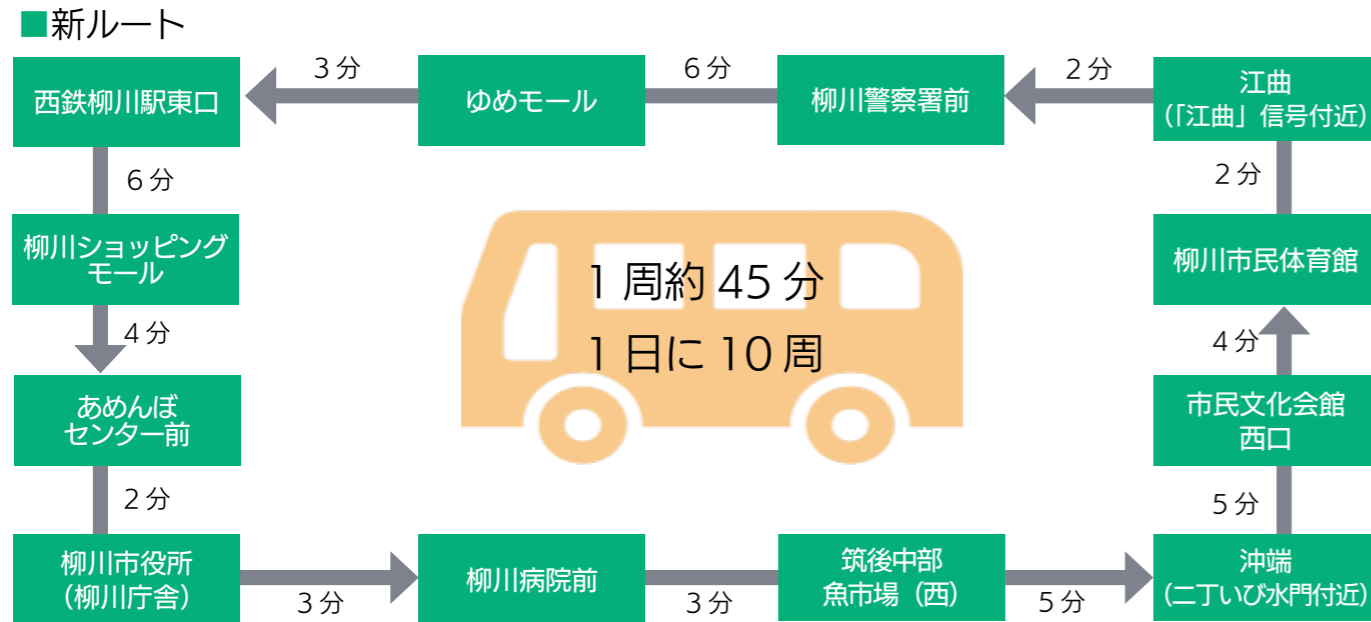 ■新ルート
西鉄柳川駅東口
3分
ゆめモール
6分
柳川警察署前
2分
江曲
(「江曲」信号付近)
6分
2分
柳川ショッピング
モール
1周約45分
1日に10周
柳川市民体育館
4分
4分
あめんぼ
センター前
市民文化会館
西口
2分
5分
柳川市役所
(柳川庁舎)
3分
柳川病院前
3分
筑後中部
魚市場(西)
5分
沖端
(二丁いび水門付近)